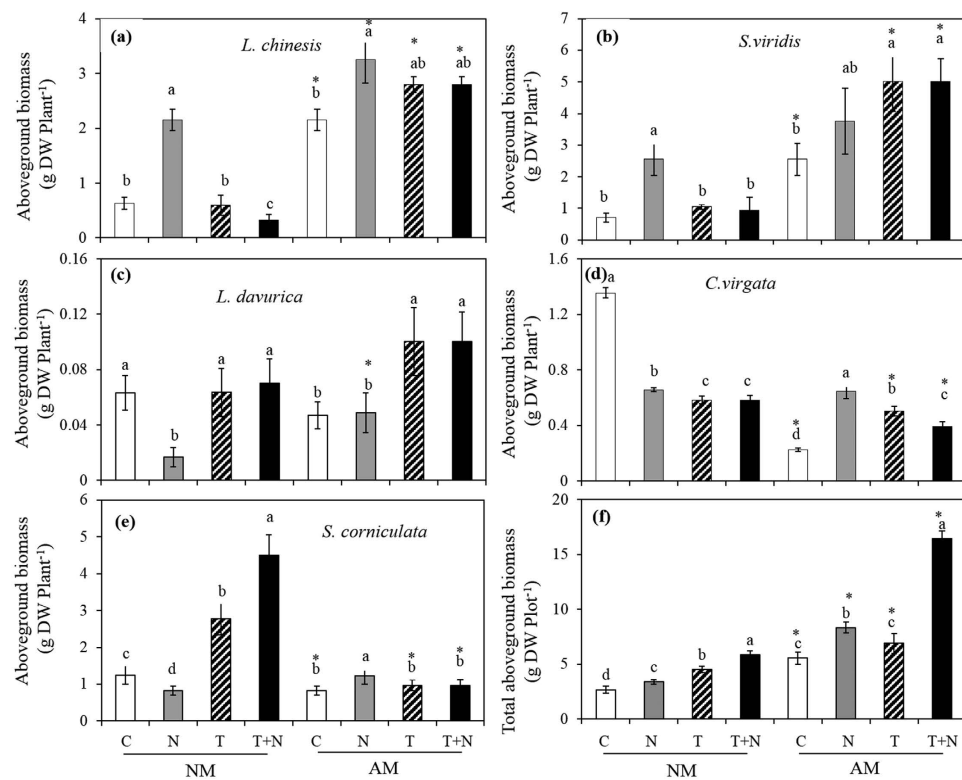 (a)
L. chinesis
Aboveground biomass
(g DW Plant⁻¹)
4
3
2
1
0
b
a
b
c
*
b
*
a
*
ab
*
ab
(b)
S.viridis
Aboveground biomass
(g DW Plant⁻¹)
7
6
5
4
3
2
1
0
b
a
b
b
*
b
ab
*
a
*
a
(c)
L. davurica
Aboveground biomass
(g DW Plant⁻¹)
0.16
0.12
0.08
0.04
0
a
b
a
a
b
*
b
a
a
(d)
C.virgata
Aboveground biomass
(g DW Plant⁻¹)
1.6
1.2
0.8
0.4
0
a
b
c
c
*
d
a
*
b
*
c
(e)
S. corniculata
Aboveground biomass
(g DW Plant⁻¹)
6
5
4
3
2
1
0
c
d
b
a
*
b
a
*
b
*
b
C N T T+N C N T T+N
NM AM
(f)
Total aboveground biomass
(g DW Plot⁻¹)
20
15
10
5
0
d
c
b
a
*
c
*
b
*
c
*
a
C N T T+N C N T T+N
NM AM